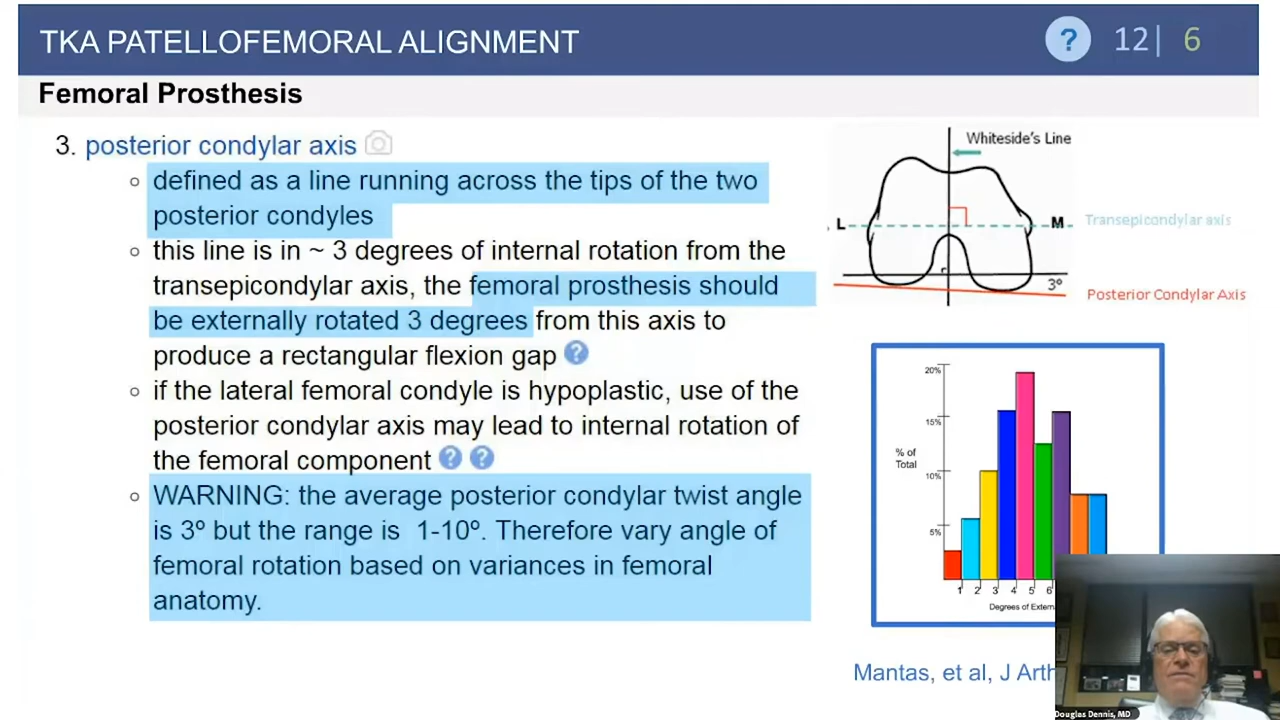 TKA PATELLOFEMORAL ALIGNMENT
? 12| 6
Femoral Prosthesis
3. posterior condylar axis
defined as a line running across the tips of the two
posterior condyles
this line is in ~ 3 degrees of internal rotation from the
transepicondylar axis, the femoral prosthesis should
be externally rotated 3 degrees from this axis to
produce a rectangular flexion gap ?
if the lateral femoral condyle is hypoplastic, use of the
posterior condylar axis may lead to internal rotation of
the femoral component ? ?
WARNING: the average posterior condylar twist angle
is 3º but the range is 1-10º. Therefore vary angle of
femoral rotation based on variances in femoral
anatomy.
Whiteside's Line
L M Transepicondylar axis
3º
Posterior Condylar Axis
20%
15%
% of
Total
10%
5%
1 2 3 4 5 6
Degrees of
Mantas, et al, J
Douglas Dennis, MD